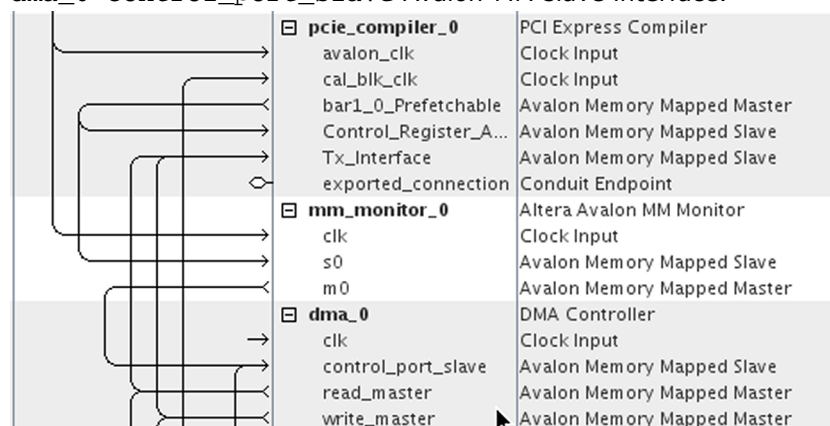 pcie_compiler_0 PCI Express Compiler
avalon_clk Clock Input
cal_blk_clk Clock Input
bar1_0_Prefetchable Avalon Memory Mapped Master
Control_Register_A... Avalon Memory Mapped Slave
Tx_Interface Avalon Memory Mapped Slave
exported_connection Conduit Endpoint
mm_monitor_0 Altera Avalon MM Monitor
clk Clock Input
s0 Avalon Memory Mapped Slave
m0 Avalon Memory Mapped Master
dma_0 DMA Controller
clk Clock Input
control_port_slave Avalon Memory Mapped Slave
read_master Avalon Memory Mapped Master
write_master Avalon Memory Mapped Master